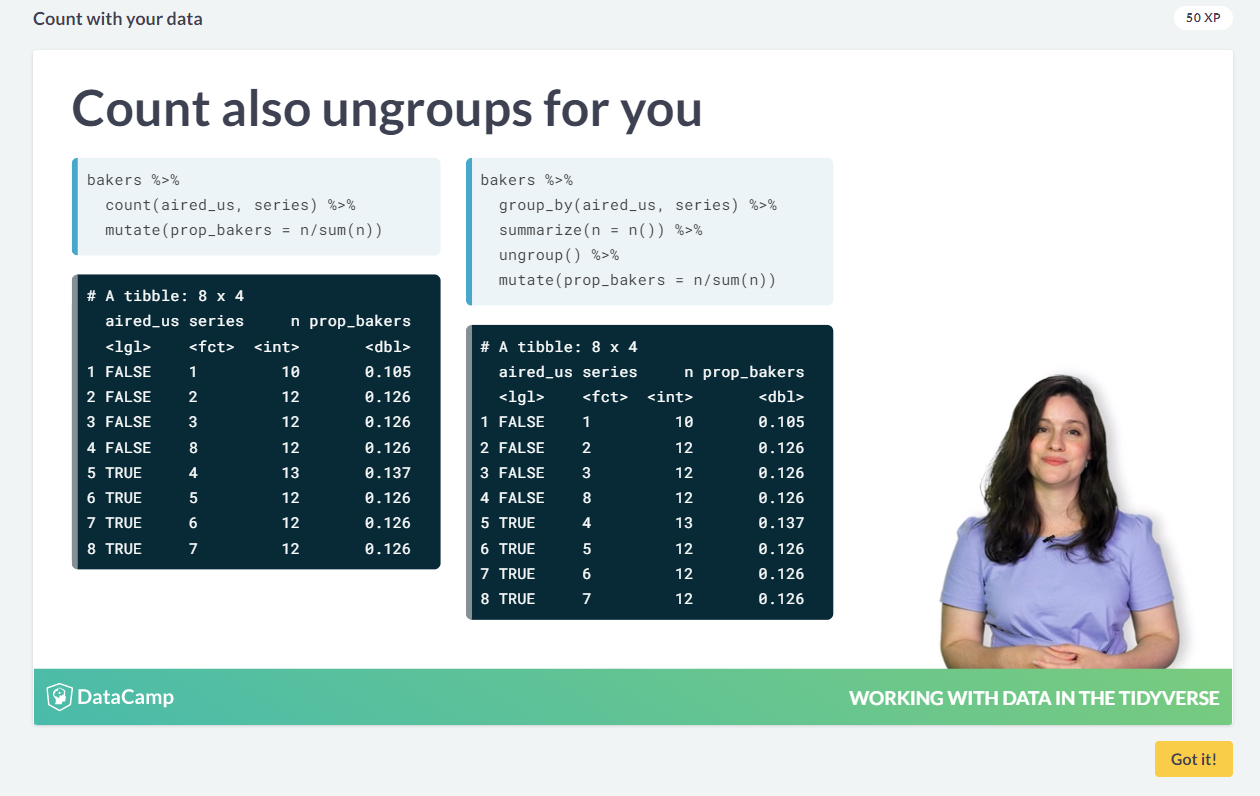 Count with your data
50 XP
Count also ungroups for you
bakers %>%
count(aired_us, series) %>%
mutate(prop_bakers = n/sum(n))
# A tibble: 8 x 4
aired_us series n prop_bakers
<lgl> <fct> <int> <dbl>
1 FALSE 1 10 0.105
2 FALSE 2 12 0.126
3 FALSE 3 12 0.126
4 FALSE 8 12 0.126
5 TRUE 4 13 0.137
6 TRUE 5 12 0.126
7 TRUE 6 12 0.126
8 TRUE 7 12 0.126
bakers %>%
group_by(aired_us, series) %>%
summarize(n = n()) %>%
ungroup() %>%
mutate(prop_bakers = n/sum(n))
# A tibble: 8 x 4
aired_us series n prop_bakers
<lgl> <fct> <int> <dbl>
1 FALSE 1 10 0.105
2 FALSE 2 12 0.126
3 FALSE 3 12 0.126
4 FALSE 8 12 0.126
5 TRUE 4 13 0.137
6 TRUE 5 12 0.126
7 TRUE 6 12 0.126
8 TRUE 7 12 0.126
DataCamp
WORKING WITH DATA IN THE TIDYVERSE
Got it!